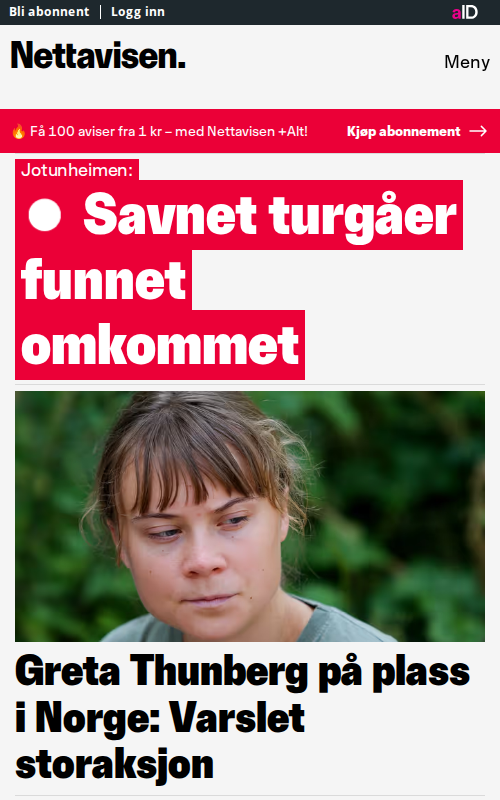 Bli abonnent | Logg inn
aID
Nettavisen.
Meny
🔥 Få 100 aviser fra 1 kr – med Nettavisen +Alt!
Kjøp abonnement →
Jotunheimen:
Savnet turgåer
funnet
omkommet
Greta Thunberg på plass
i Norge: Varslet
storaksjon